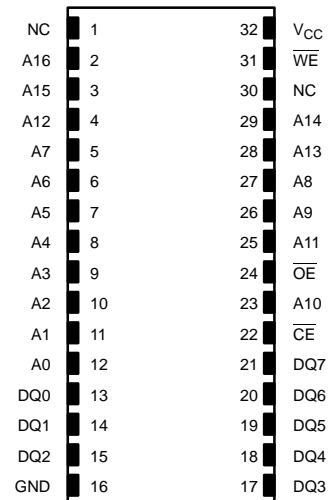 NC 1 32 VCC
A16 2 31 W̅E̅
A15 3 30 NC
A12 4 29 A14
A7 5 28 A13
A6 6 27 A8
A5 7 26 A9
A4 8 25 A11
A3 9 24 O̅E̅
A2 10 23 A10
A1 11 22 C̅E̅
A0 12 21 DQ7
DQ0 13 20 DQ6
DQ1 14 19 DQ5
DQ2 15 18 DQ4
GND 16 17 DQ3